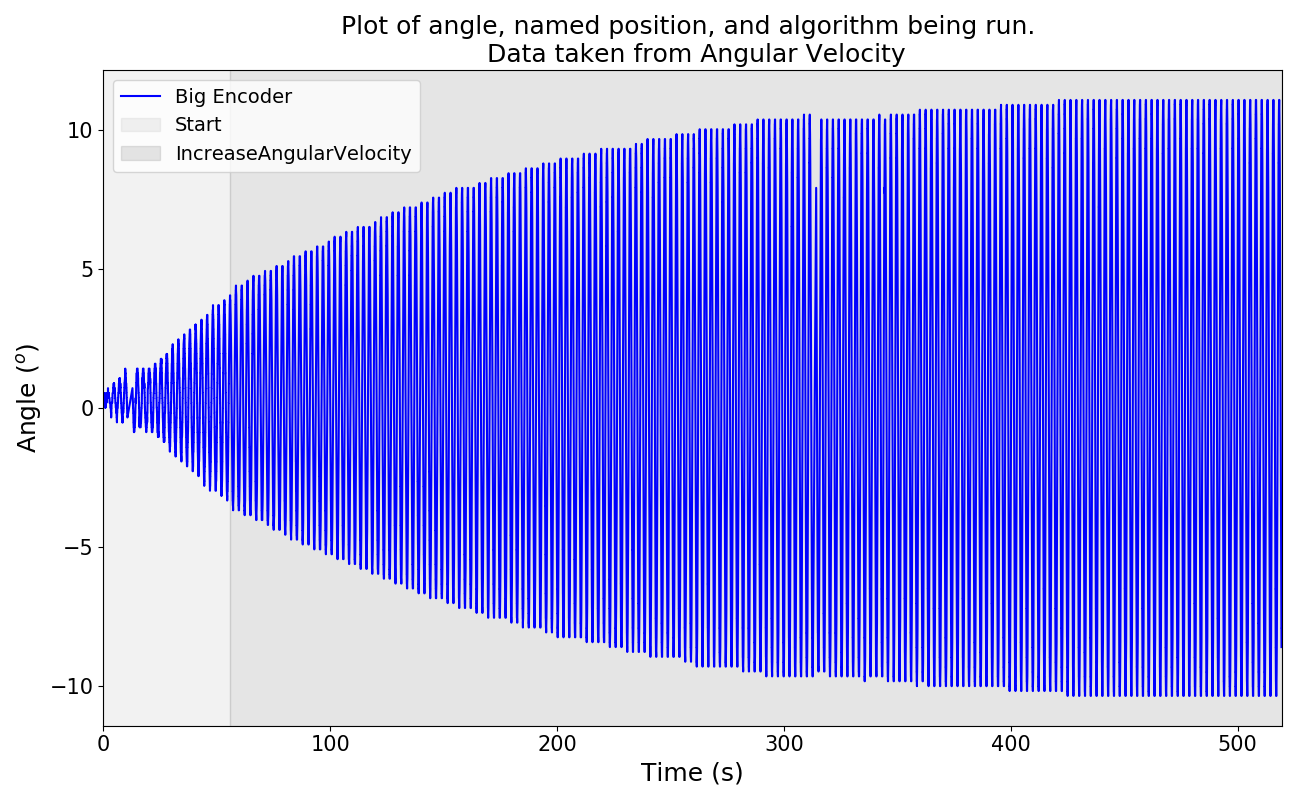 Plot of angle, named position, and algorithm being run.
Data taken from Angular Velocity
Big Encoder
Start
IncreaseAngularVelocity
Angle (°)
10
5
0
−5
−10
0 100 200 300 400 500
Time (s)